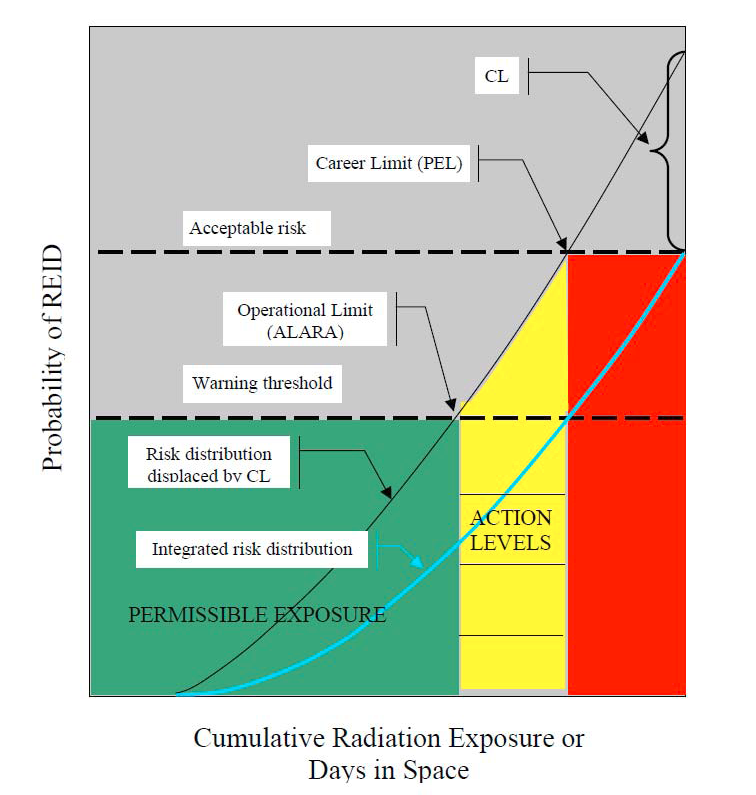 CL
Career Limit (PEL)
Acceptable risk
Operational Limit
(ALARA)
Warning threshold
Risk distribution
displaced by CL
ACTION
LEVELS
Integrated risk distribution
PERMISSIBLE EXPOSURE
Probability of REID
Cumulative Radiation Exposure or
Days in Space